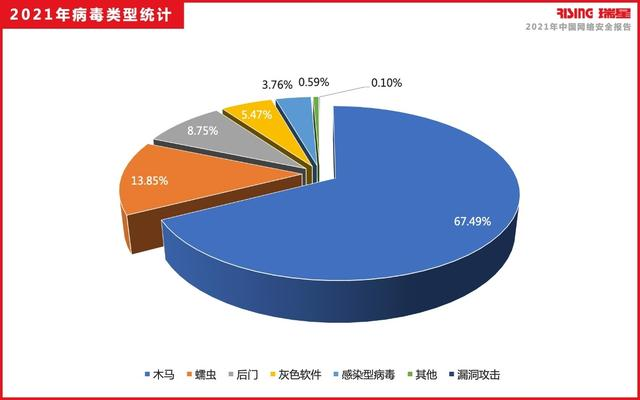 2021年病毒类型统计
RISING 瑞星
2021年中国网络安全报告
3.76%
0.59%
0.10%
5.47%
8.75%
13.85%
67.49%
木马 蠕虫 后门 灰色软件 感染型病毒 其他 漏洞攻击